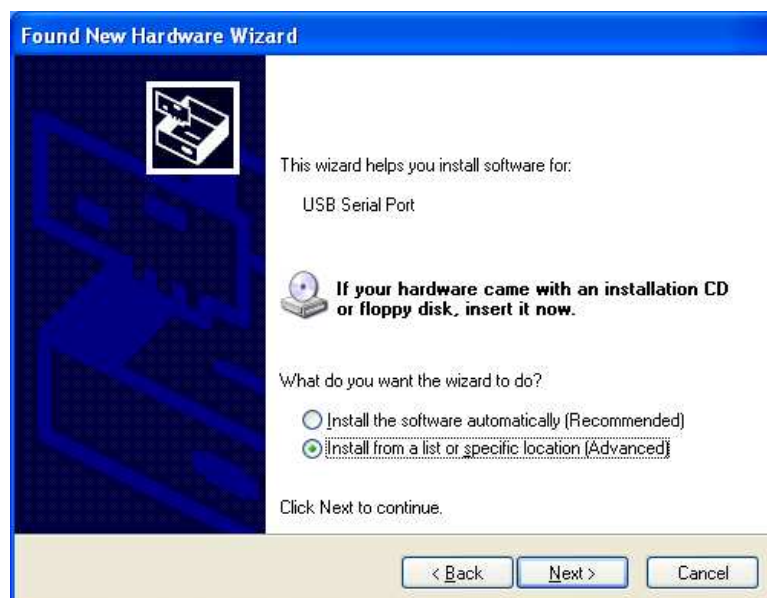 Found New Hardware Wizard
This wizard helps you install software for:
USB Serial Port
If your hardware came with an installation CD
or floppy disk, insert it now.
What do you want the wizard to do?
Install the software automatically (Recommended)
Install from a list or specific location (Advanced)
Click Next to continue.
< Back
Next >
Cancel